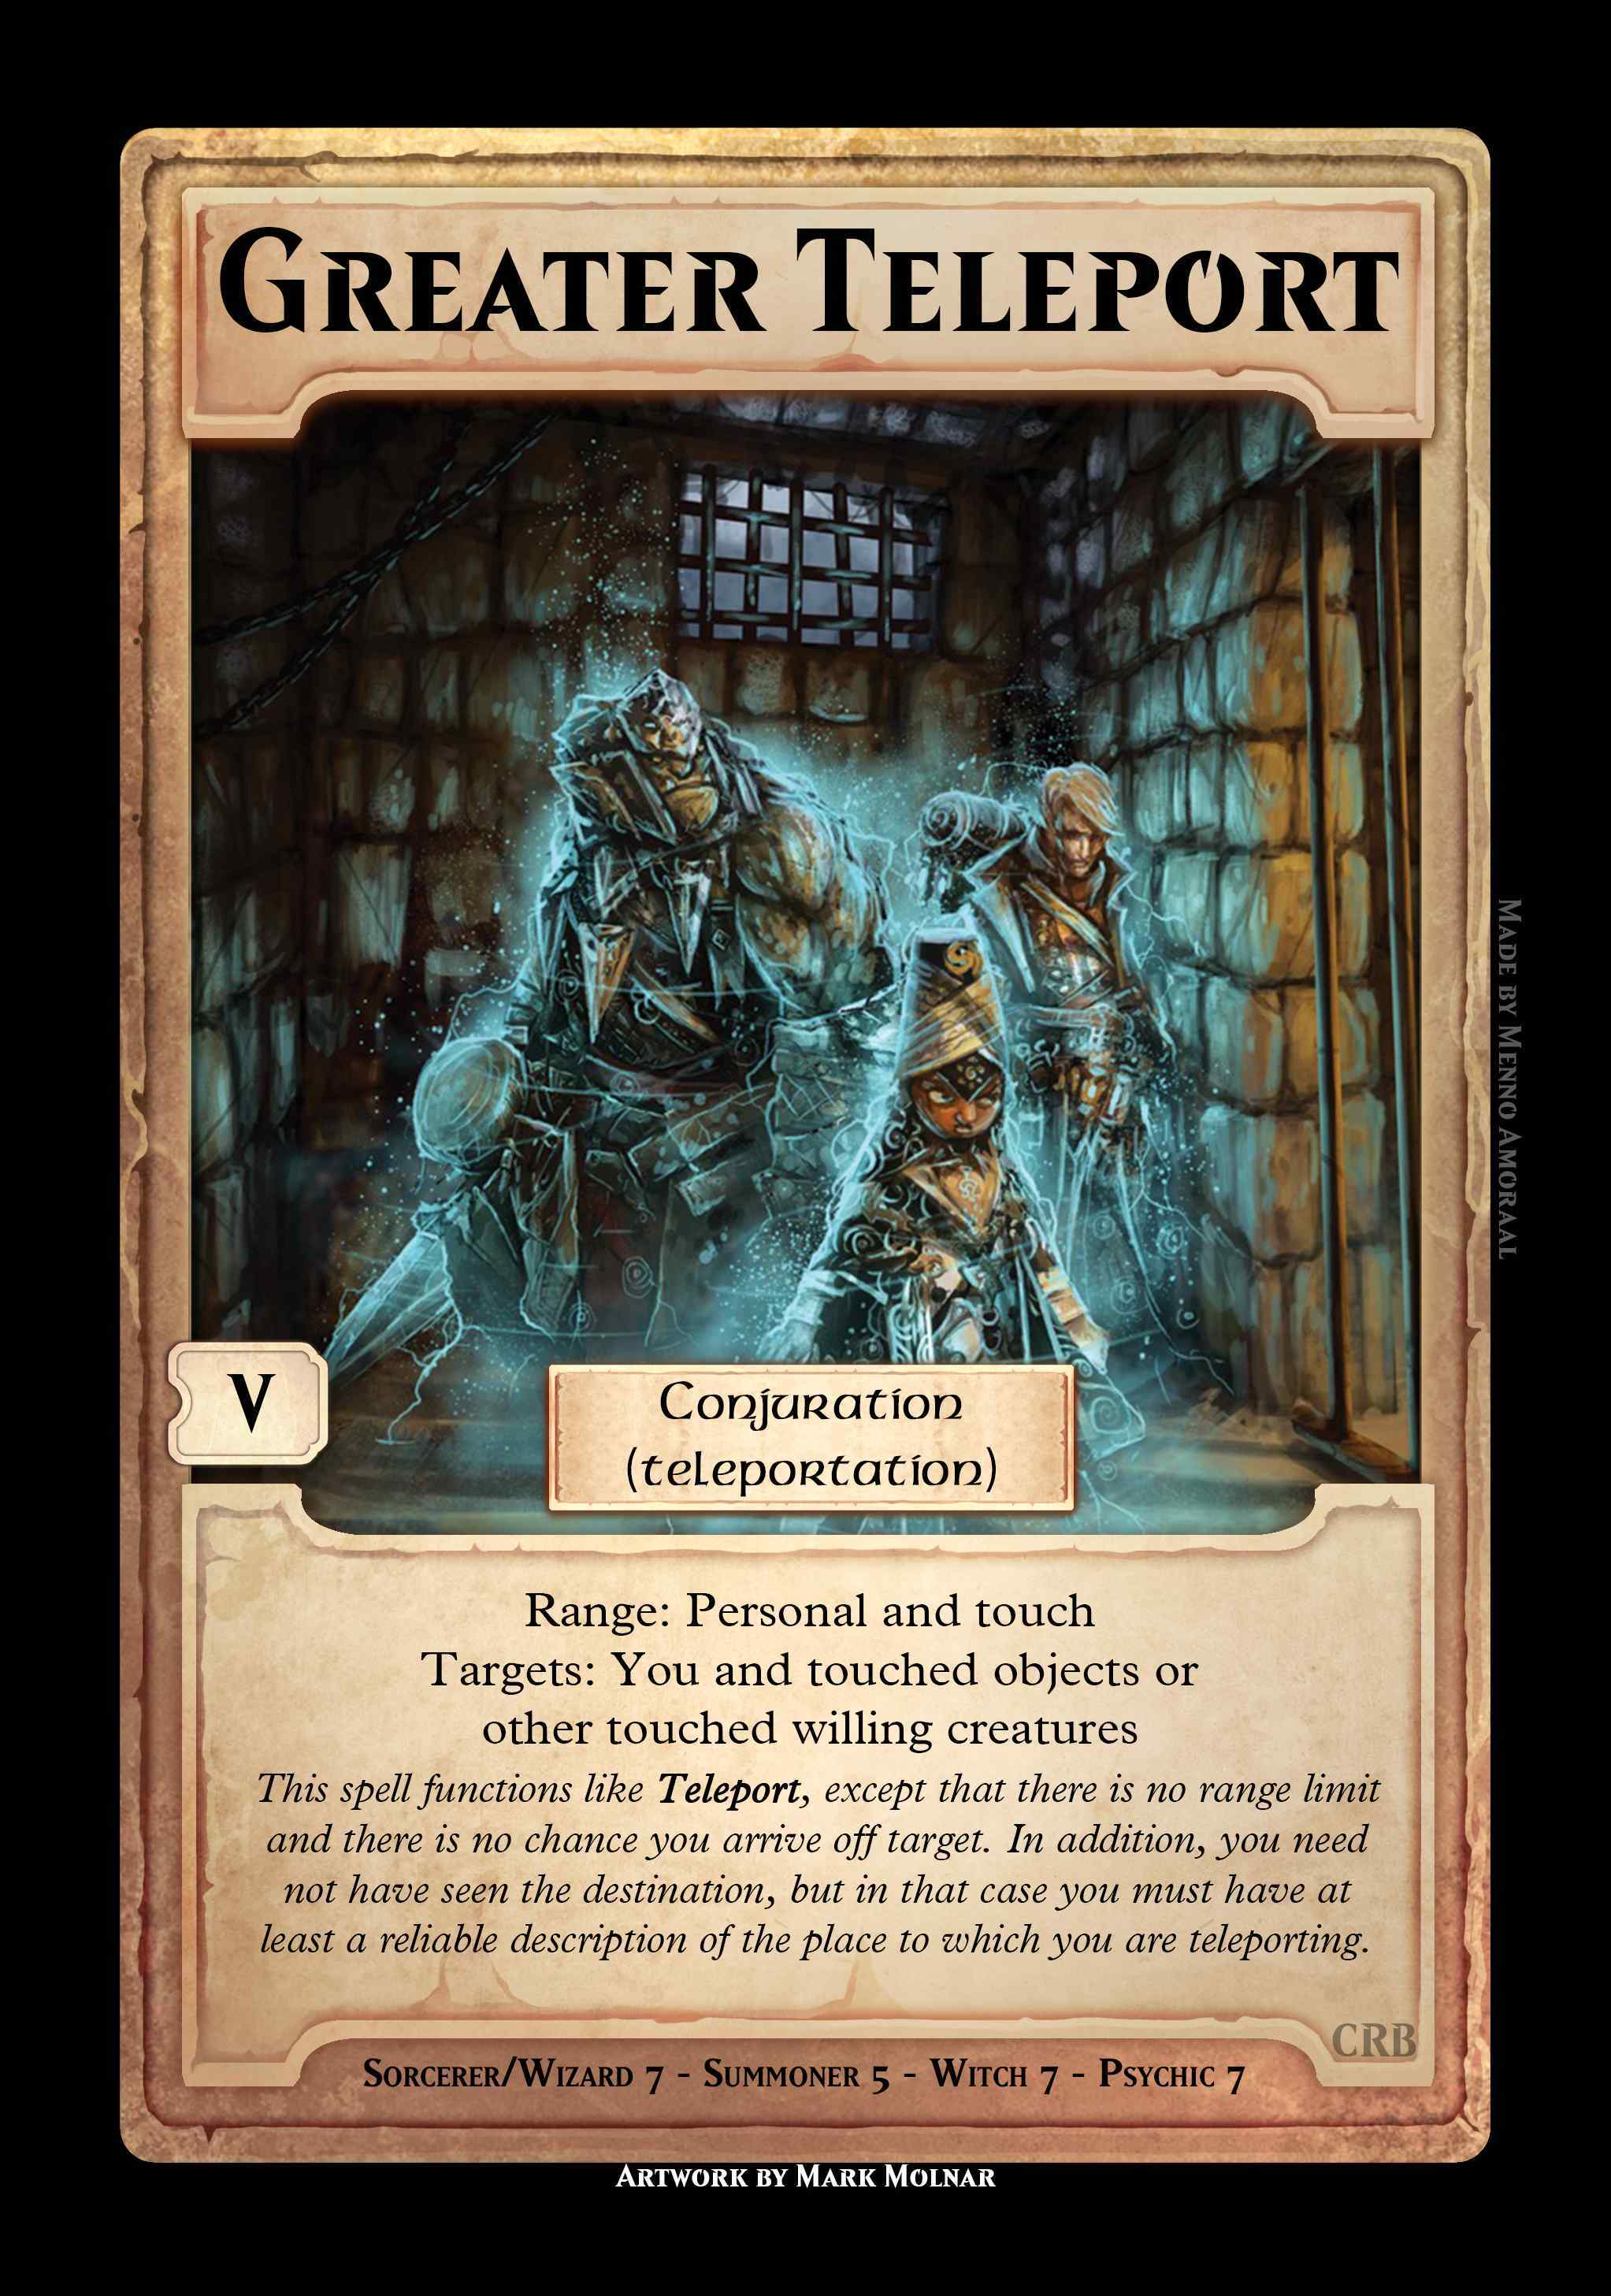 Greater Teleport
V
Conjuration
(teleportation)
Range: Personal and touch
Targets: You and touched objects or
other touched willing creatures
This spell functions like Teleport, except that there is no range limit
and there is no chance you arrive off target. In addition, you need
not have seen the destination, but in that case you must have at
least a reliable description of the place to which you are teleporting.
CRB
Sorcerer/Wizard 7 - Summoner 5 - Witch 7 - Psychic 7
Artwork by Mark Molnar
Made by Menno Amoraal